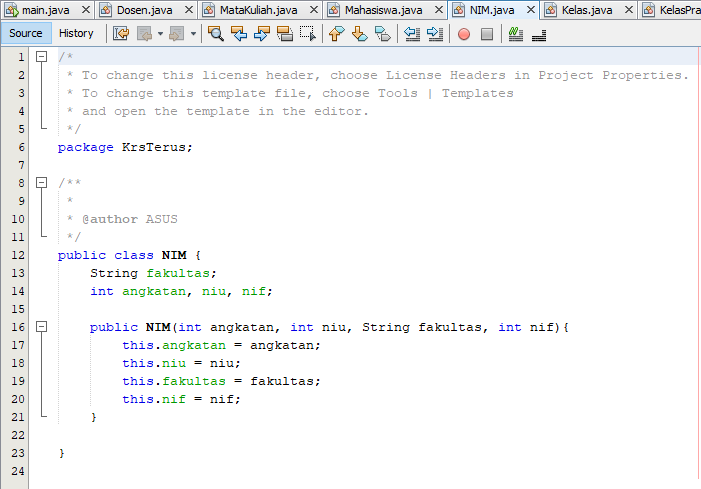 main.java Dosen.java MataKuliah.java Mahasiswa.java NIM.java Kelas.java KelasPra
Source History
1 /*
2 * To change this license header, choose License Headers in Project Properties.
3 * To change this template file, choose Tools | Templates
4 * and open the template in the editor.
5 */
6 package KrsTerus;
7
8 /**
9 *
10 * @author ASUS
11 */
12 public class NIM {
13 String fakultas;
14 int angkatan, niu, nif;
15
16 public NIM(int angkatan, int niu, String fakultas, int nif){
17 this.angkatan = angkatan;
18 this.niu = niu;
19 this.fakultas = fakultas;
20 this.nif = nif;
21 }
22
23 }
24